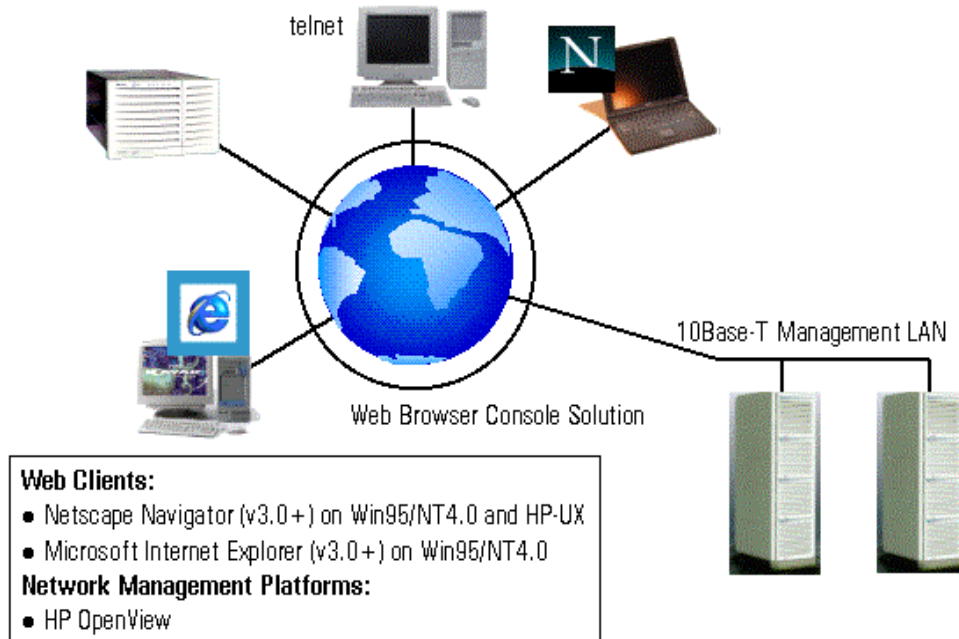 telnet
N
10Base-T Management LAN
Web Browser Console Solution
Web Clients:
● Netscape Navigator (v3.0+) on Win95/NT4.0 and HP-UX
● Microsoft Internet Explorer (v3.0+) on Win95/NT4.0
Network Management Platforms:
● HP OpenView